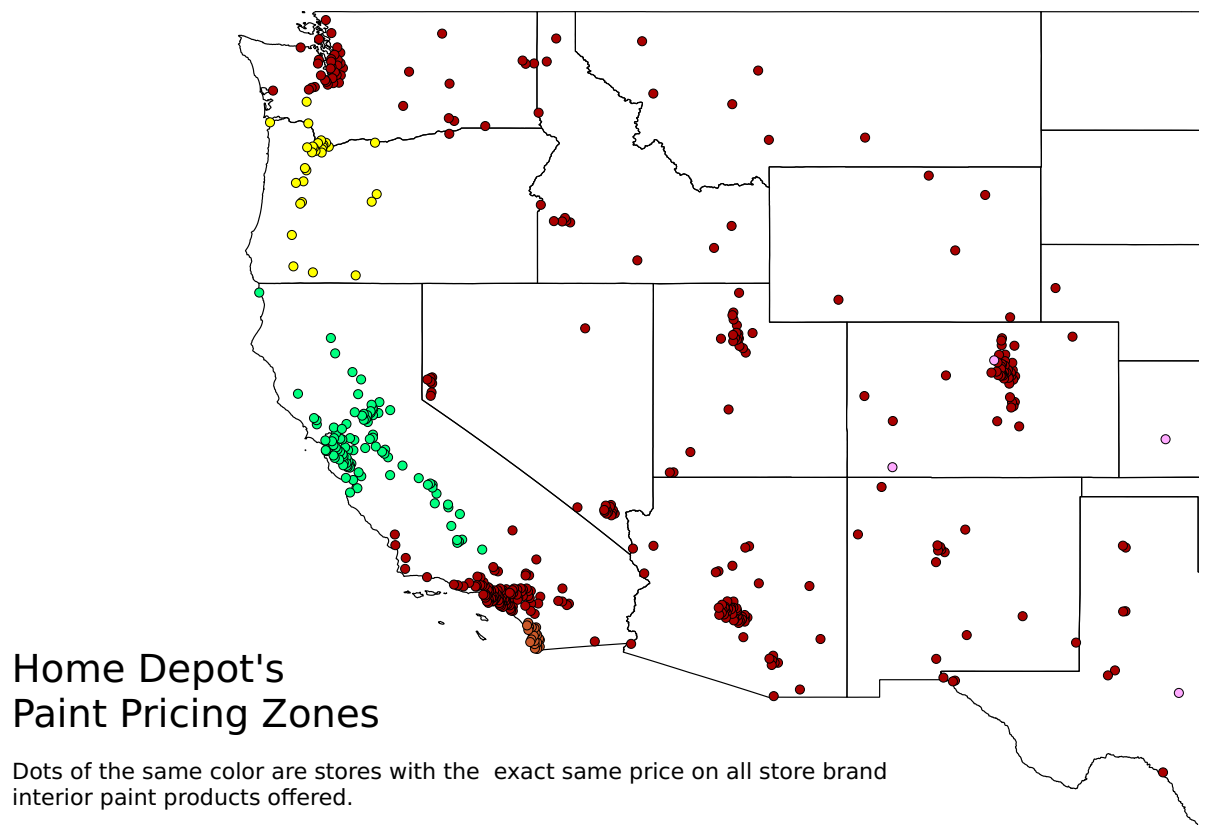 Home Depot's
Paint Pricing Zones
Dots of the same color are stores with the  exact same price on all store brand
interior paint products offered.